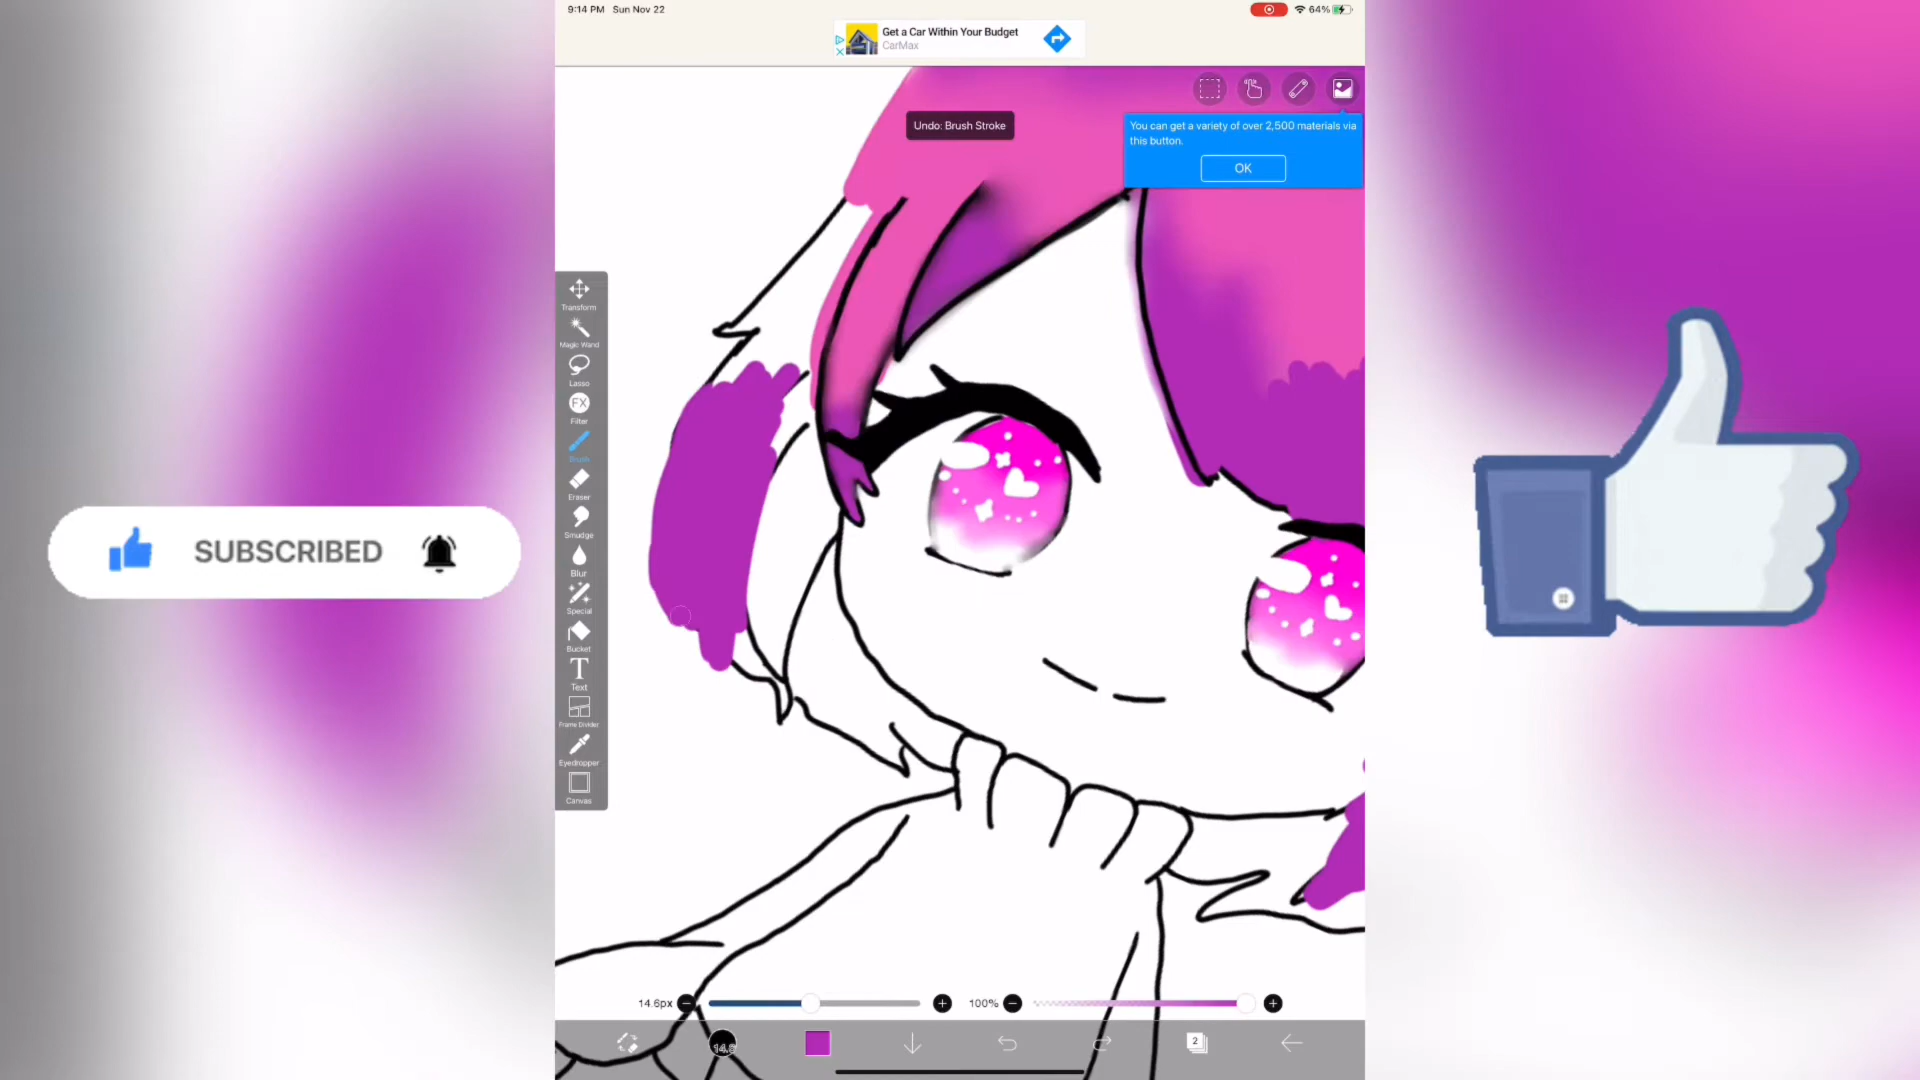 9:14 PM Sun Nov 22
64%
Get a Car Within Your Budget
CarMax
Undo: Brush Stroke
You can get a variety of over 2,500 materials via
this button.
OK
Transform
Magic Wand
Lasso
FX
Filter
Brush
Eraser
Smudge
Blur
Special
Bucket
T
Text
Frame Divider
Eyedropper
Canvas
SUBSCRIBED
14.6px
100%
2